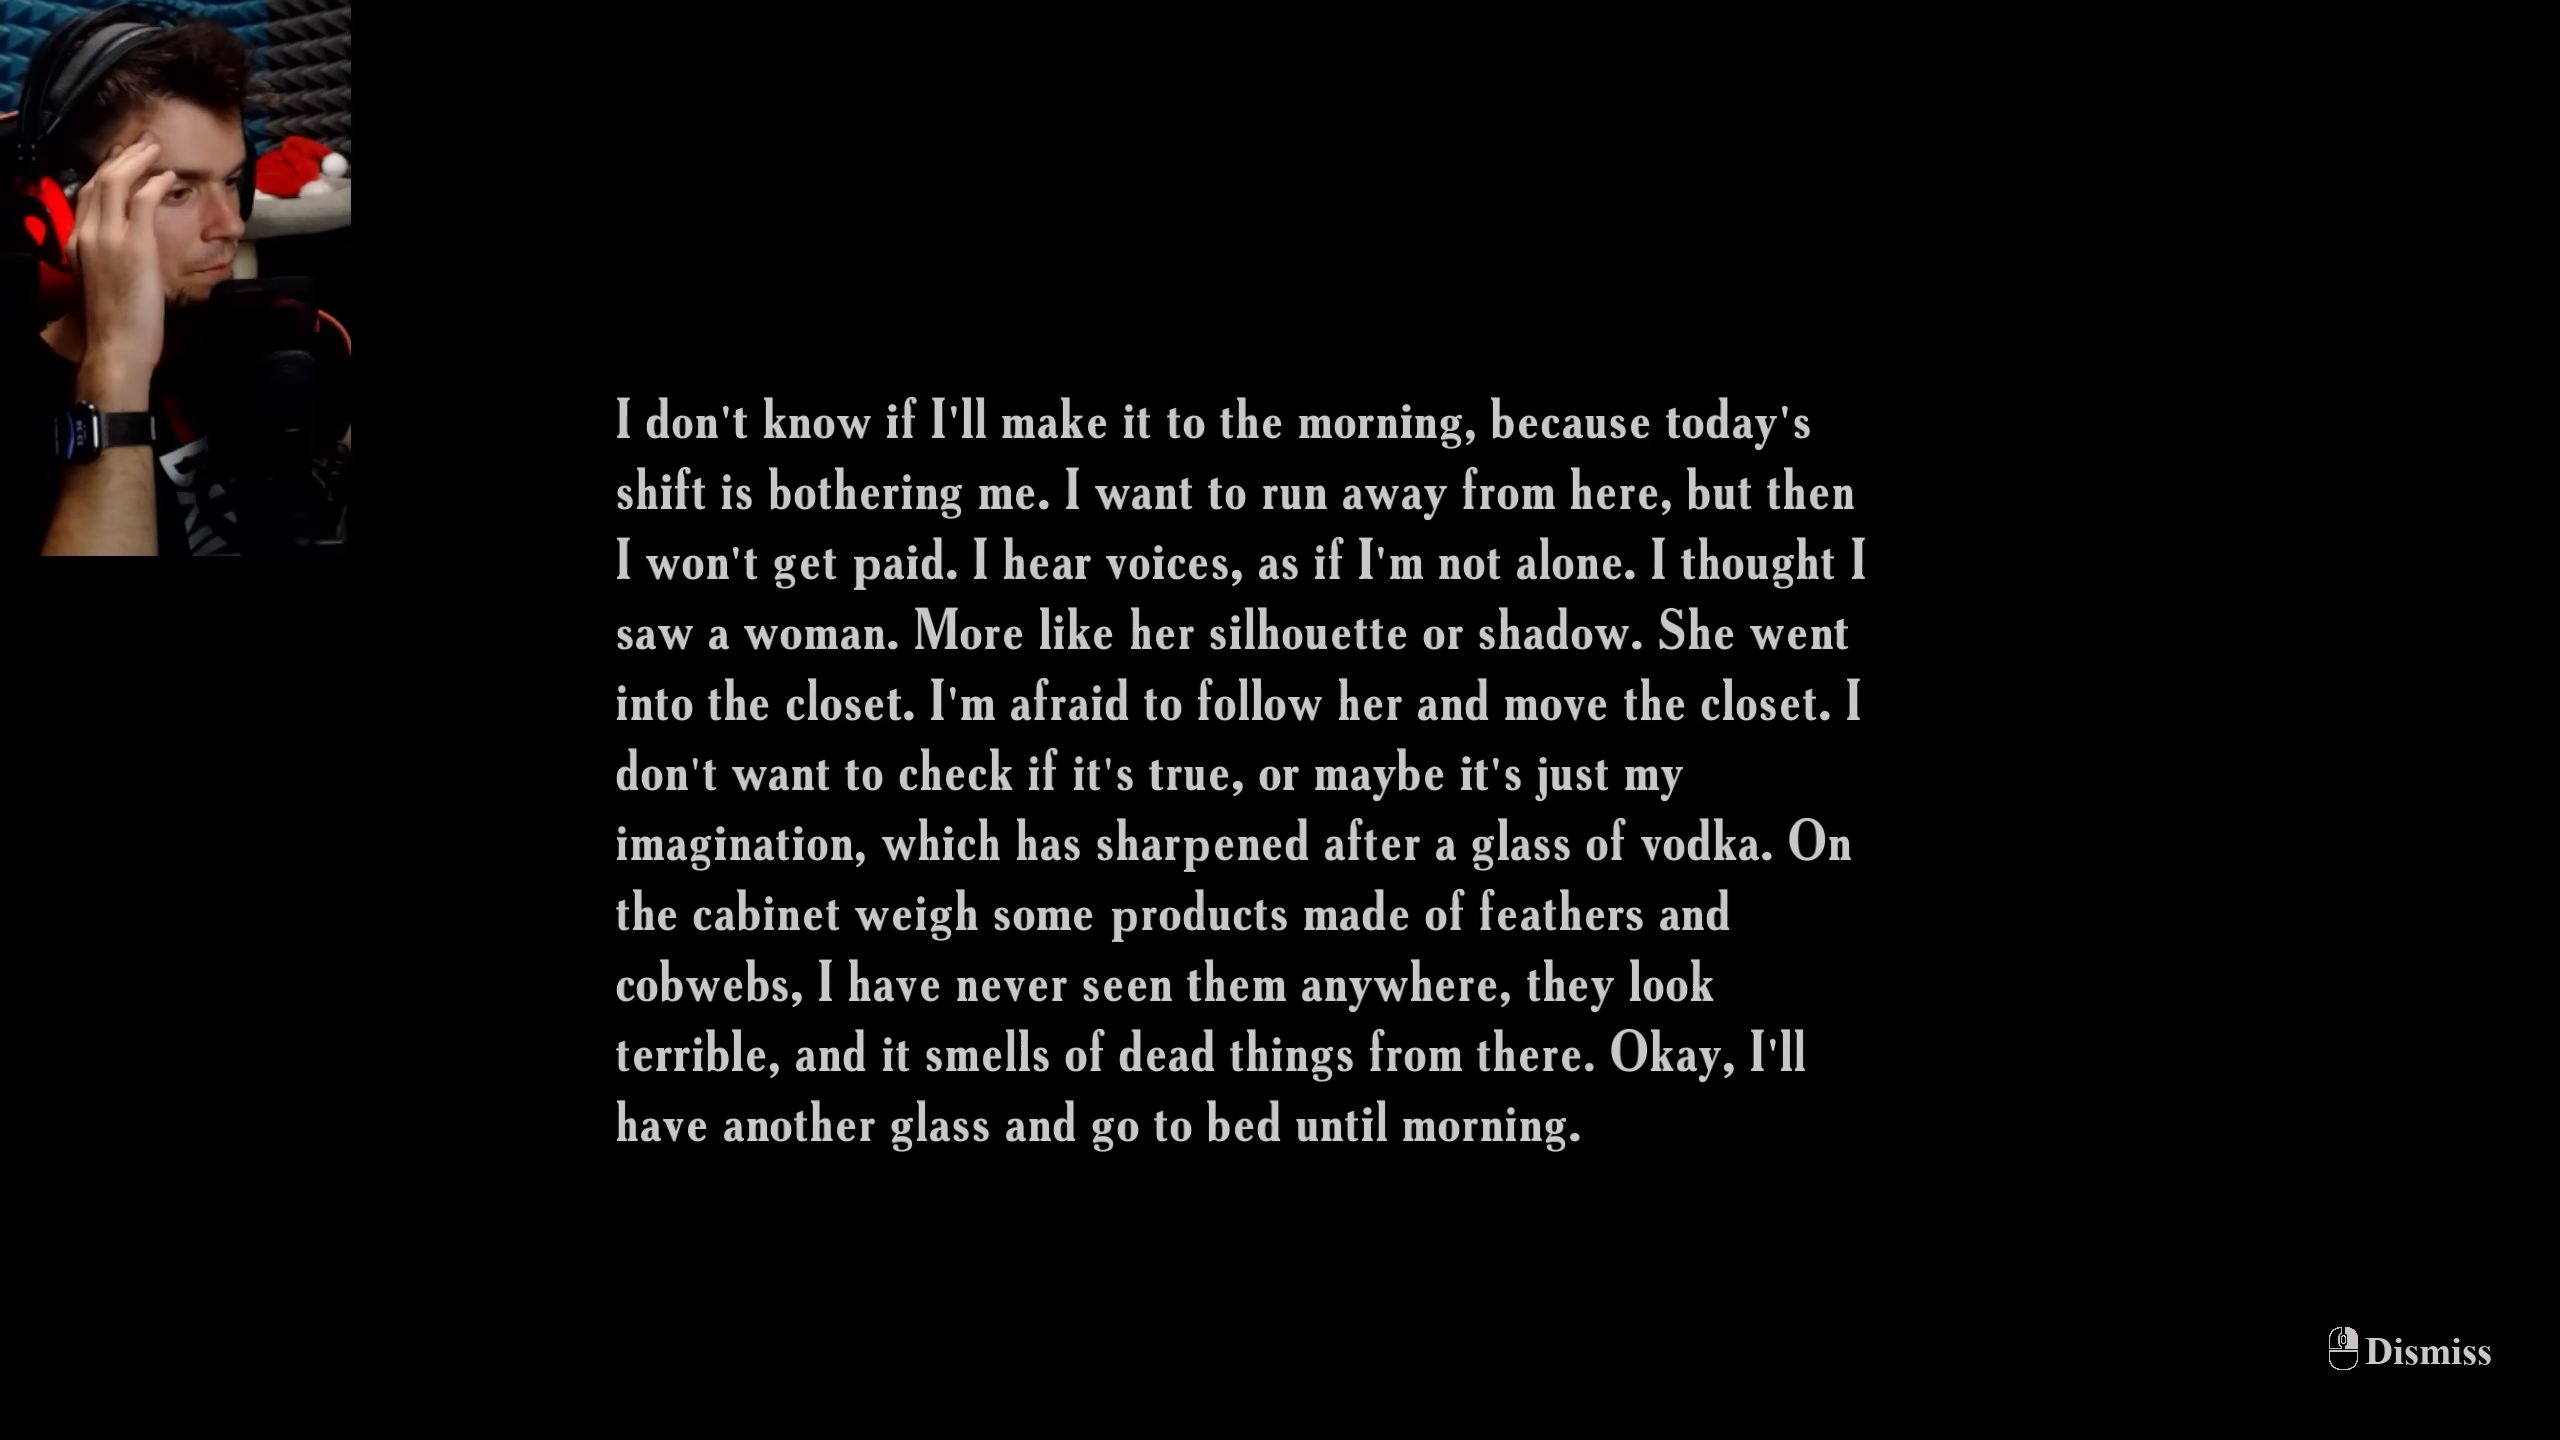 I don't know if I'll make it to the morning, because today's
shift is bothering me. I want to run away from here, but then
I won't get paid. I hear voices, as if I'm not alone. I thought I
saw a woman. More like her silhouette or shadow. She went
into the closet. I'm afraid to follow her and move the closet. I
don't want to check if it's true, or maybe it's just my
imagination, which has sharpened after a glass of vodka. On
the cabinet weigh some products made of feathers and
cobwebs, I have never seen them anywhere, they look
terrible, and it smells of dead things from there. Okay, I'll
have another glass and go to bed until morning.
Dismiss